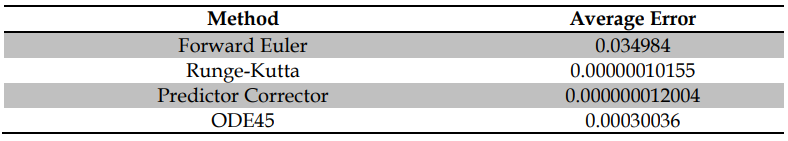 Method Average Error
Forward Euler 0.034984
Runge-Kutta 0.00000010155
Predictor Corrector 0.000000012004
ODE45 0.00030036